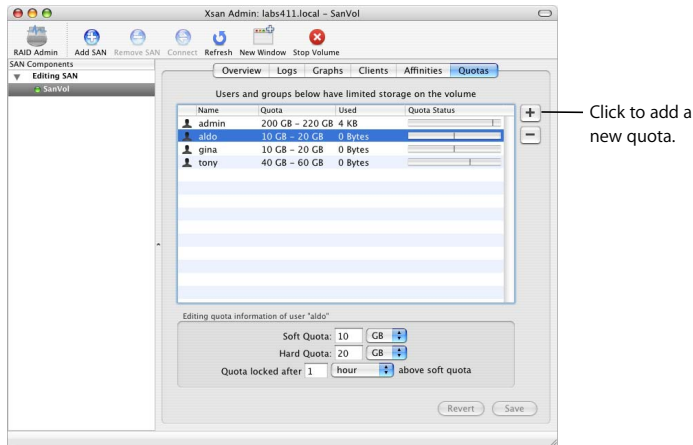 Xsan Admin: labs411.local – SanVol
RAID Admin Add SAN Remove SAN Connect Refresh New Window Stop Volume
SAN Components
Editing SAN
SanVol
Overview Logs Graphs Clients Affinities Quotas
Users and groups below have limited storage on the volume
Name Quota Used Quota Status
admin 200 GB – 220 GB 4 KB
aldo 10 GB – 20 GB 0 Bytes
gina 10 GB – 20 GB 0 Bytes
tony 40 GB – 60 GB 0 Bytes
Click to add a
new quota.
Editing quota information of user "aldo"
Soft Quota: 10 GB
Hard Quota: 20 GB
Quota locked after 1 hour above soft quota
Revert Save